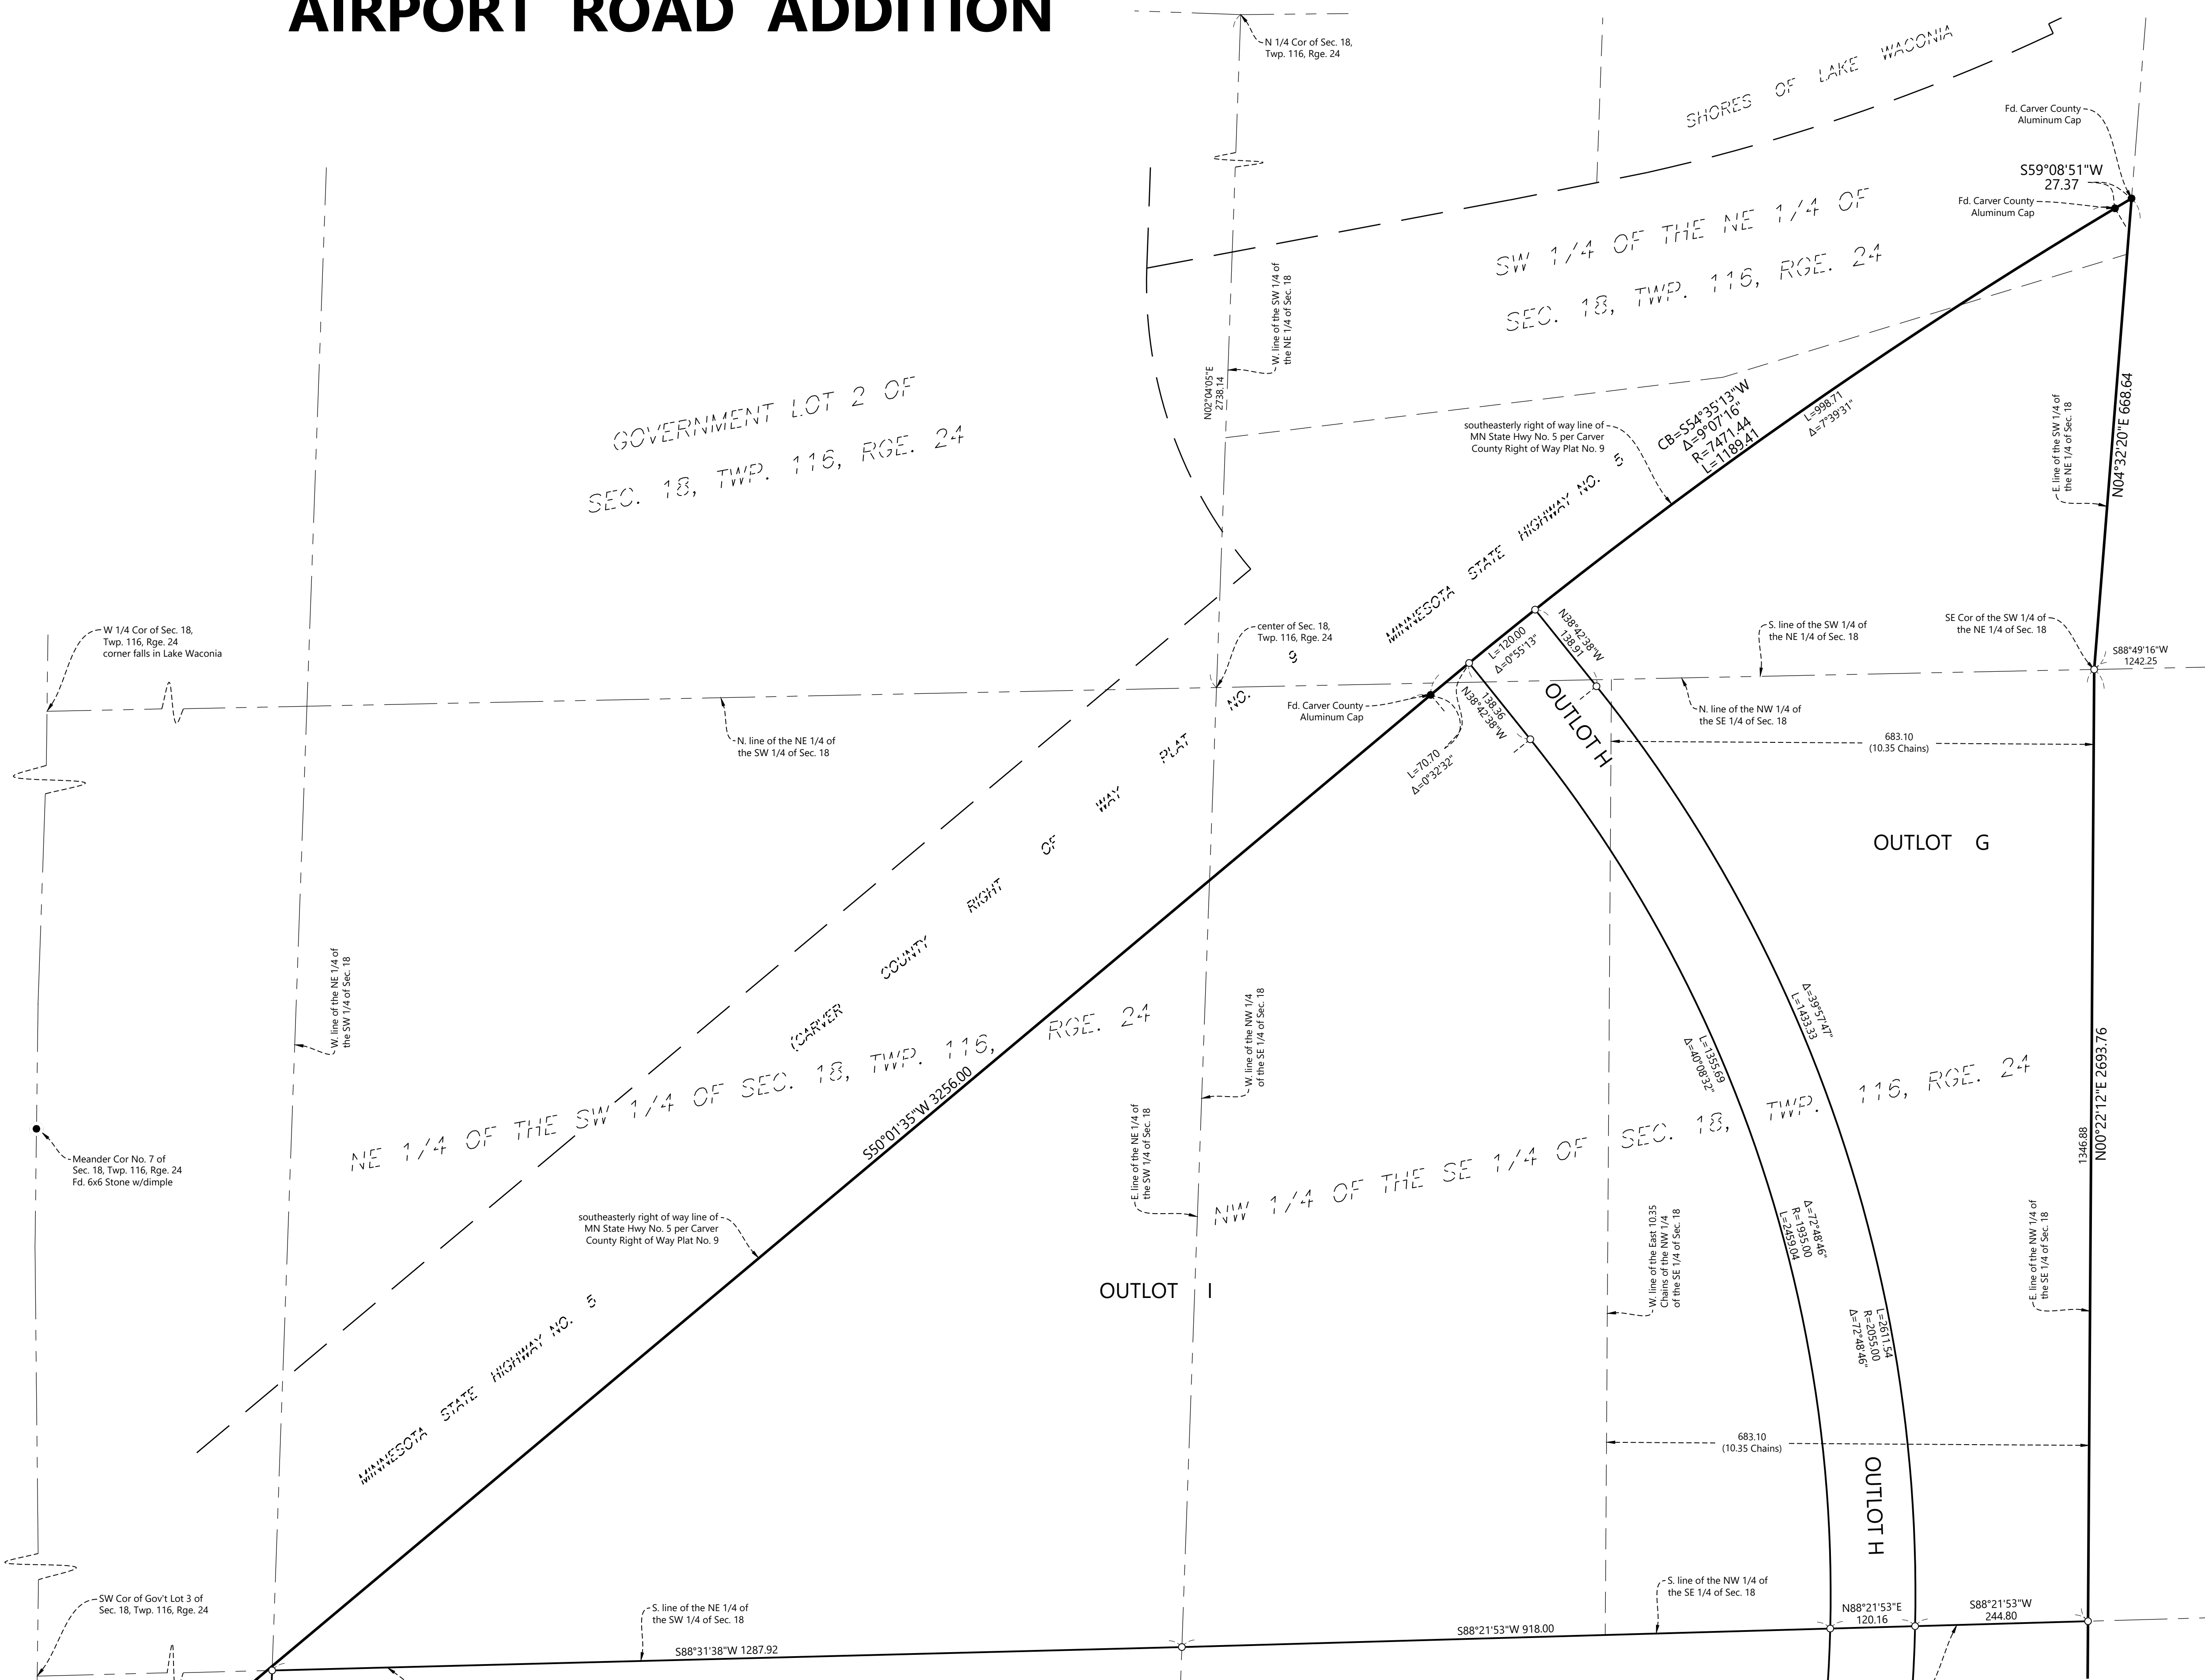 AIRPORT ROAD ADDITION
N 1/4 Cor of Sec. 18,
Twp. 116, Rge. 24
SHORES OF LAKE WACONIA
Fd. Carver County
Aluminum Cap
S59°08'51"W
27.37
Fd. Carver County
Aluminum Cap
SW 1/4 OF THE NE 1/4 OF
SEC. 18, TWP. 116, RGE. 24
W. line of the SW 1/4 of
the NE 1/4 of Sec. 18
N02°04'05"E
2738.14
GOVERNMENT LOT 2 OF
SEC. 18, TWP. 116, RGE. 24
southeasterly right of way line of
MN State Hwy No. 5 per Carver
County Right of Way Plat No. 9
CB=S54°35'13"W
Δ=9°07'16"
R=7471.44
L=1189.41
L=998.71
Δ=7°39'31"
E. line of the SW 1/4 of
the NE 1/4 of Sec. 18
N04°32'20"E 668.64
MINNESOTA STATE HIGHWAY NO. 5
W 1/4 Cor of Sec. 18,
Twp. 116, Rge. 24
corner falls in Lake Waconia
center of Sec. 18,
Twp. 116, Rge. 24
L=120.00
Δ=0°55'13"
N38°42'38"W
138.91
S. line of the SW 1/4 of
the NE 1/4 of Sec. 18
SE Cor of the SW 1/4 of
the NE 1/4 of Sec. 18
S88°49'16"W
1242.25
Fd. Carver County
Aluminum Cap
N38°42'38"W
138.36
OUTLOT H
N. line of the NW 1/4 of
the SE 1/4 of Sec. 18
683.10
(10.35 Chains)
N. line of the NE 1/4 of
the SW 1/4 of Sec. 18
L=70.70
Δ=0°32'32"
OUTLOT G
(CARVER COUNTY RIGHT OF WAY PLAT NO. 9
W. line of the NE 1/4 of
the SW 1/4 of Sec. 18
W. line of the NW 1/4
of the SE 1/4 of Sec. 18
Δ=39°57'47"
L=1433.33
L=1355.69
Δ=40°08'32"
NE 1/4 OF THE SW 1/4 OF SEC. 18, TWP. 116, RGE. 24
S50°01'35"W 3256.00
E. line of the NE 1/4 of
the SW 1/4 of Sec. 18
NW 1/4 OF THE SE 1/4 OF SEC. 18, TWP. 116, RGE. 24
1346.88
N00°22'12"E 2693.76
Meander Cor No. 7 of
Sec. 18, Twp. 116, Rge. 24
Fd. 6x6 Stone w/dimple
southeasterly right of way line of
MN State Hwy No. 5 per Carver
County Right of Way Plat No. 9
OUTLOT I
W. line of the East 10.35
Chains of the NW 1/4
of the SE 1/4 of Sec. 18
Δ=72°48'46"
R=1935.00
L=2459.04
L=2611.54
R=2055.00
Δ=72°48'46"
E. line of the NW 1/4 of
the SE 1/4 of Sec. 18
MINNESOTA STATE HIGHWAY NO. 5
683.10
(10.35 Chains)
OUTLOT H
SW Cor of Gov't Lot 3 of
Sec. 18, Twp. 116, Rge. 24
S. line of the NE 1/4 of
the SW 1/4 of Sec. 18
S88°31'38"W 1287.92
S88°21'53"W 918.00
S. line of the NW 1/4 of
the SE 1/4 of Sec. 18
N88°21'53"E
120.16
S88°21'53"W
244.80